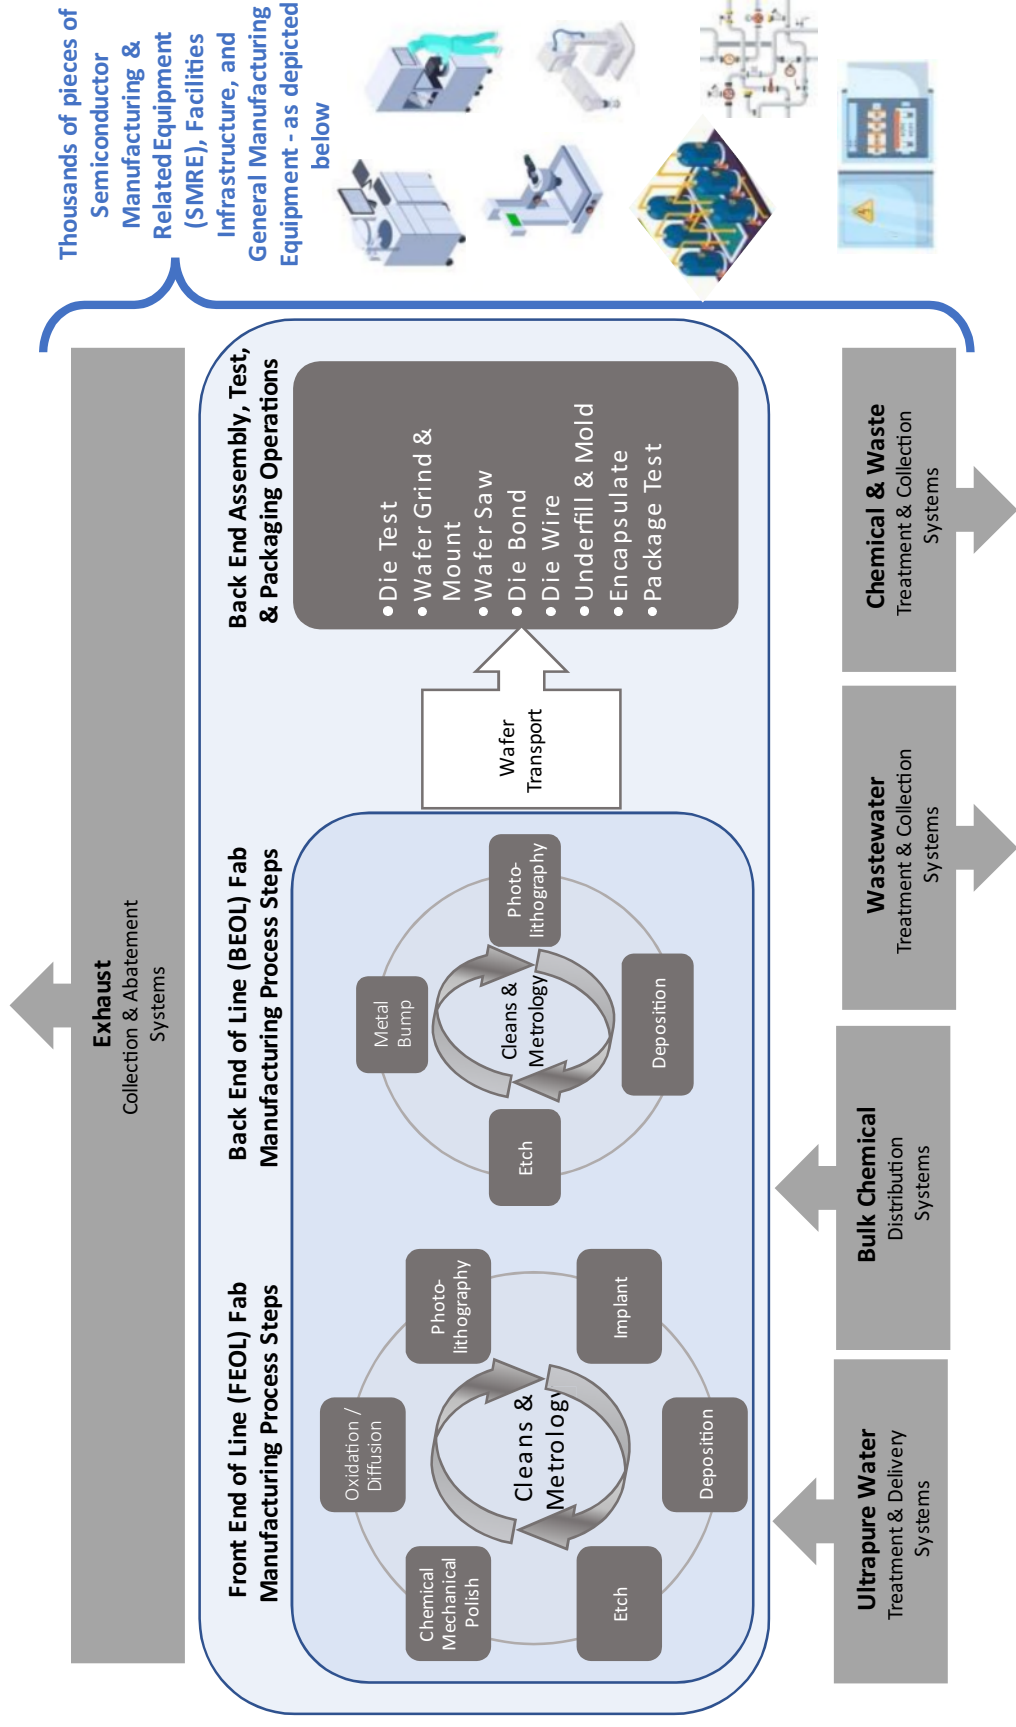 Exhaust
Collection & Abatement
Systems
Front End of Line (FEOL) Fab
Manufacturing Process Steps
Oxidation /
Diffusion
Photo-
lithography
Implant
Deposition
Etch
Chemical
Mechanical
Polish
Cleans &
Metrology
Back End of Line (BEOL) Fab
Manufacturing Process Steps
Metal
Bump
Photo-
lithography
Deposition
Etch
Cleans &
Metrology
Wafer
Transport
Back End Assembly, Test,
& Packaging Operations
•Die Test
•Wafer Grind &
Mount
•Wafer Saw
•Die Bond
•Die Wire
•Underfill & Mold
•Encapsulate
•Package Test
Ultrapure Water
Treatment & Delivery
Systems
Bulk Chemical
Distribution
Systems
Wastewater
Treatment & Collection
Systems
Chemical & Waste
Treatment & Collection
Systems
Thousands of pieces of
Semiconductor
Manufacturing &
Related Equipment
(SMRE), Facilities
Infrastructure, and
General Manufacturing
Equipment - as depicted
below